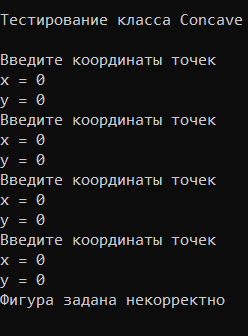 Тестирование класса Concave
Введите координаты точек
x = 0
y = 0
Введите координаты точек
x = 0
y = 0
Введите координаты точек
x = 0
y = 0
Введите координаты точек
x = 0
y = 0
Фигура задана некорректно